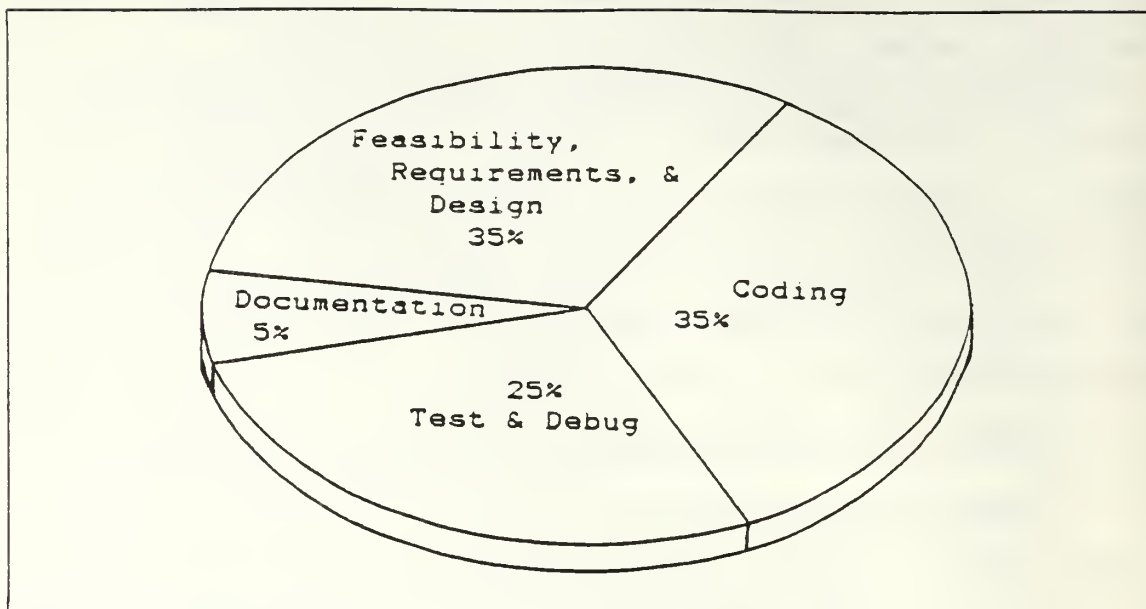 Feasibility,
Requirements, &
Design
35%
Coding
35%
Documentation
5%
25%
Test & Debug